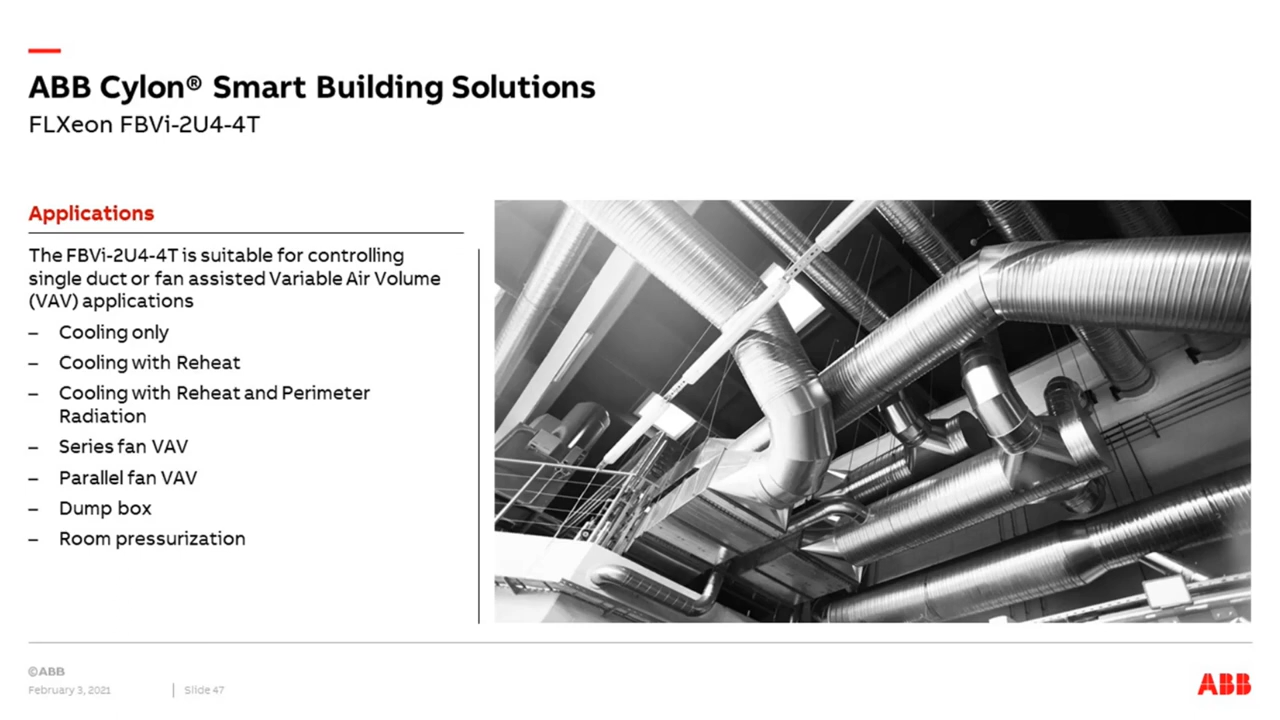 ABB Cylon® Smart Building Solutions
FLXeon FBVi-2U4-4T
Applications
The FBVi-2U4-4T is suitable for controlling
single duct or fan assisted Variable Air Volume
(VAV) applications
– Cooling only
– Cooling with Reheat
– Cooling with Reheat and Perimeter
Radiation
– Series fan VAV
– Parallel fan VAV
– Dump box
– Room pressurization
©ABB
February 3, 2021 | Slide 47
ABB